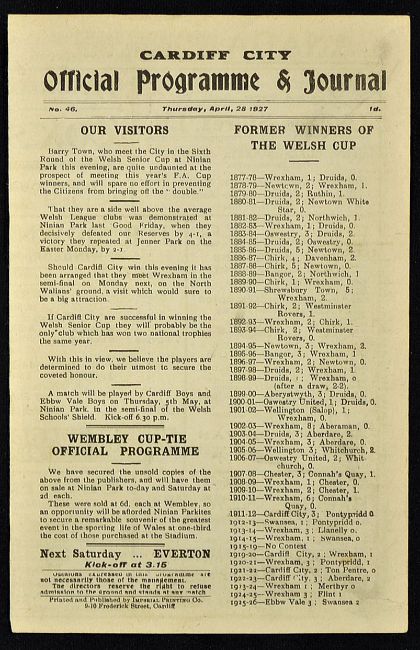 CARDIFF CITY
Official Programme & Journal
No. 46. Thursday, April, 28 1927 1d.
OUR VISITORS
Barry Town, who meet the City in the Sixth
Round of the Welsh Senior Cup at Ninian
Park this evening, are quite undaunted at the
prospect of meeting this year's F.A. Cup
winners, and will spare no effort in preventing
the Citizens from bringing off the "double."
That they are a side well above the average
Welsh League clubs was demonstrated at
Ninian Park last Good Friday, when they
decisively defeated our Reserves by 4-1, a
victory they repeated at Jenner Park on the
Easter Monday, by 2-1.
Should Cardiff City win this evening it has
been arranged that they meet Wrexham in the
semi-final on Monday next, on the North
Walians' ground, a visit which would sure to
be a big attraction.
If Cardiff City are successful in winning the
Welsh Senior Cup they will probably be the
only club which has won two national trophies
the same year.
With this in view, we believe the players are
determined to do their utmost to secure the
coveted honour.
A match will be played by Cardiff Boys and
Ebbw Vale Boys on Thursday, 5th May, at
Ninian Park, in the semi-final of the Welsh
Schools' Shield. Kick-off 6.30 p.m.
WEMBLEY CUP-TIE
OFFICIAL PROGRAMME
We have secured the unsold copies of the
above from the publishers, and will have them
on sale at Ninian Park to-day and Saturday at
2d each.
These were sold at 6d. each at Wembley, so
an opportunity will be afforded Ninian Parkites
to secure a remarkable souvenir of the greatest
event in the sporting life of Wales at one-third
the cost of those purchased at the Stadium.
Next Saturday ... EVERTON
Kick-off at 3.15
Opinions expressed in this programme are
not necessarily those of the management.
The directors reserve the right to refuse
admission to the ground and stands at any match
Printed and Published by IMPERIAL PRINTING CO.
9-10 Frederick Street, Cardiff
FORMER WINNERS OF
THE WELSH CUP
1877-78—Wrexham, 1; Druids, 0.
1878-79—Newtown, 2; Wrexham, 1.
1879-80—Druids, 2; Ruthin, 1.
1880-81—Druids, 2; Newtown White
Star, 0.
1881-82—Druids, 2; Northwich, 1.
1882-83—Wrexham, 1; Druids, 0.
1883-84—Oswestry, 3; Druids, 2.
1884-85—Druids, 2; Oswestry, 0.
1885-86—Druids, 5; Newtown, 2.
1886-87—Chirk, 4; Davenham, 2.
1887-88—Chirk, 5; Newtown, 0.
1888-89—Bangor, 2; Northwich, 1
1889-90—Chirk, 1; Wrexham, 0.
1890-91—Shrewsbury Town, 5;
Wrexham, 2.
1891-92—Chirk, 2; Westminster
Rovers, 1.
1892-93—Wrexham, 2; Chirk, 1.
1893-94—Chirk, 2; Westminster
Rovers, 0.
1894-95—Newtown, 3; Wrexham, 2.
1895-96—Bangor, 3; Wrexham, 1
1896-97—Wrexham, 2; Newtown, 0.
1897-98—Druids, 2; Wrexham, 1.
1898-99—Druids, 1; Wrexham, 0
(after a draw, 2-2).
1899-00—Aberystwyth, 3; Druids, 0.
1900-01—Oswestry United, 1; Druids, 0.
1901-02—Wellington (Salop), 1;
Wrexham, 0.
1902-03—Wrexham, 8; Aberaman, 0.
1903-04—Druids, 3; Aberdare, 2.
1904-05—Wrexham, 3; Aberdare, 0.
1905-06—Wellington 3; Whitchurch, 2.
1906-07—Oswestry United, 2; Whit-
church, 0.
1907-08—Chester, 3; Connah's Quay, 1.
1908-09—Wrexham, 1; Chester, 0.
1909-10—Wrexham, 2; Chester, 1.
1910-11—Wrexham, 6; Connah's
Quay, 0.
1911-12—Cardiff City, 3; Pontypridd 0
1912-13—Swansea, 1; Pontypridd 0.
1913-14—Wrexham, 3; Llanelly 0.
1914-15—Wrexham, 1; Swansea, 0
1915-19—No Contest
1919-20—Cardiff City, 2; Wrexham, 1
1920-21—Wrexham, 3; Pontypridd, 1
1921-22—Cardiff City, 2; Ton Pentre, 0
1922-23—Cardiff City, 3; Aberdare, 2
1923-24—Wrexham 1; Merthyr 0
1924-25—Wrexham 3; Flint 1
1925-26—Ebbw Vale 3; Swansea 2